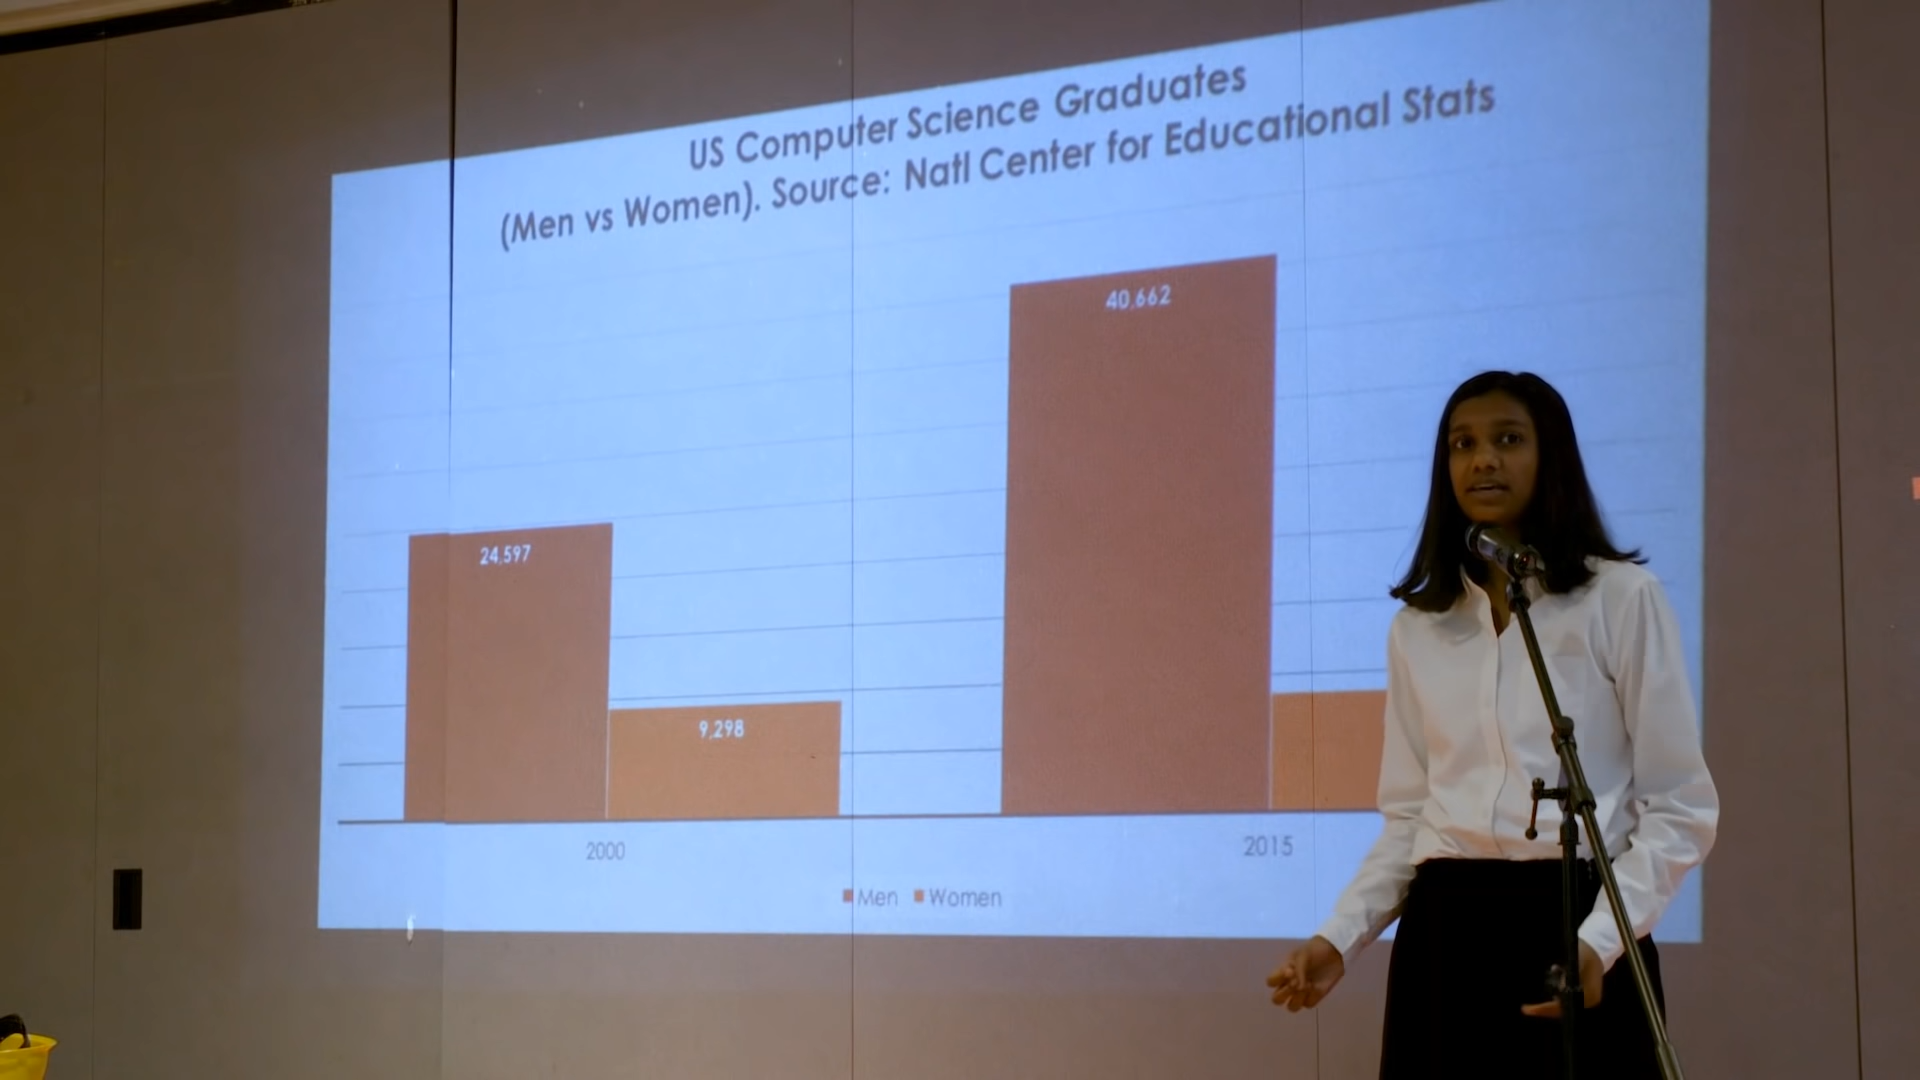 US Computer Science Graduates
(Men vs Women). Source: Natl Center for Educational Stats
40,662
24,597
9,298
2000
2015
Men
Women